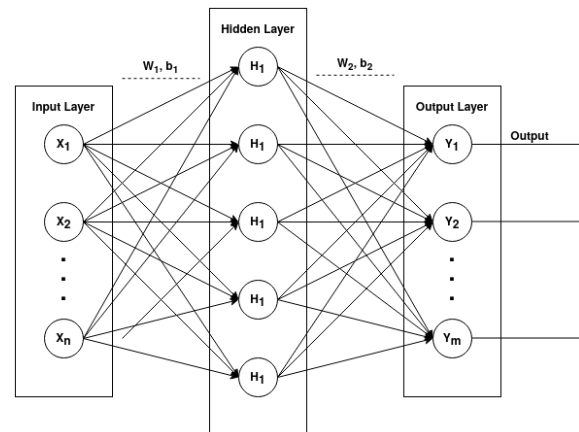 Hidden Layer
W1, b1
H1
W2, b2
Input Layer
Output Layer
X1
H1
Y1
Output
X2
H1
Y2
H1
Xn
Ym
H1